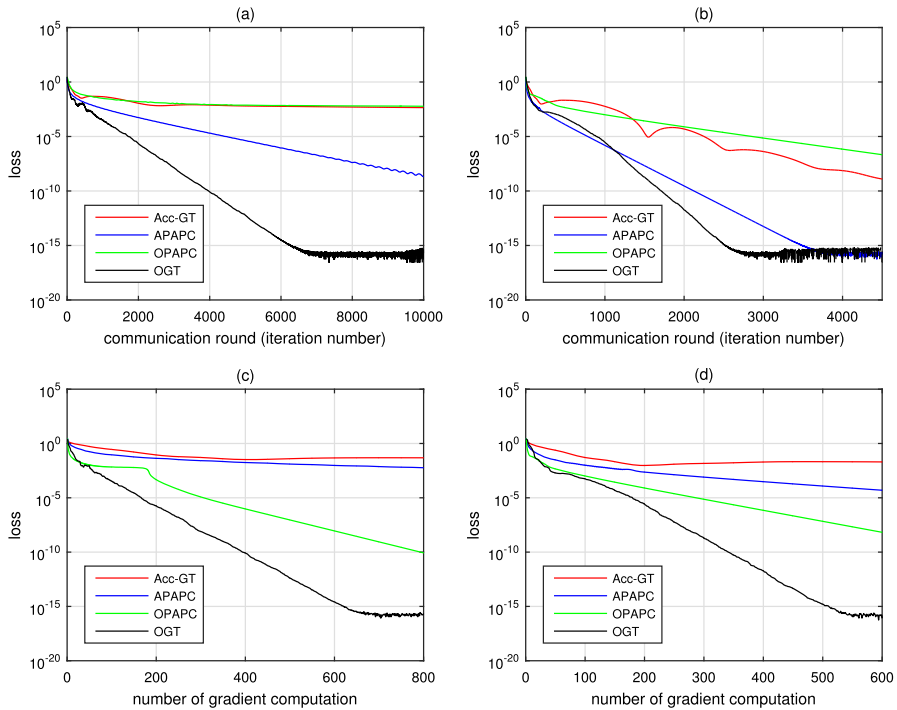 (a)
10^5
10^0
10^-5
10^-10
10^-15
10^-20
loss
Acc-GT
APAPC
OPAPC
OGT
0 2000 4000 6000 8000 10000
communication round (iteration number)
(b)
10^5
10^0
10^-5
10^-10
10^-15
10^-20
loss
Acc-GT
APAPC
OPAPC
OGT
0 1000 2000 3000 4000
communication round (iteration number)
(c)
10^5
10^0
10^-5
10^-10
10^-15
10^-20
loss
Acc-GT
APAPC
OPAPC
OGT
0 200 400 600 800
number of gradient computation
(d)
10^5
10^0
10^-5
10^-10
10^-15
10^-20
loss
Acc-GT
APAPC
OPAPC
OGT
0 100 200 300 400 500 600
number of gradient computation